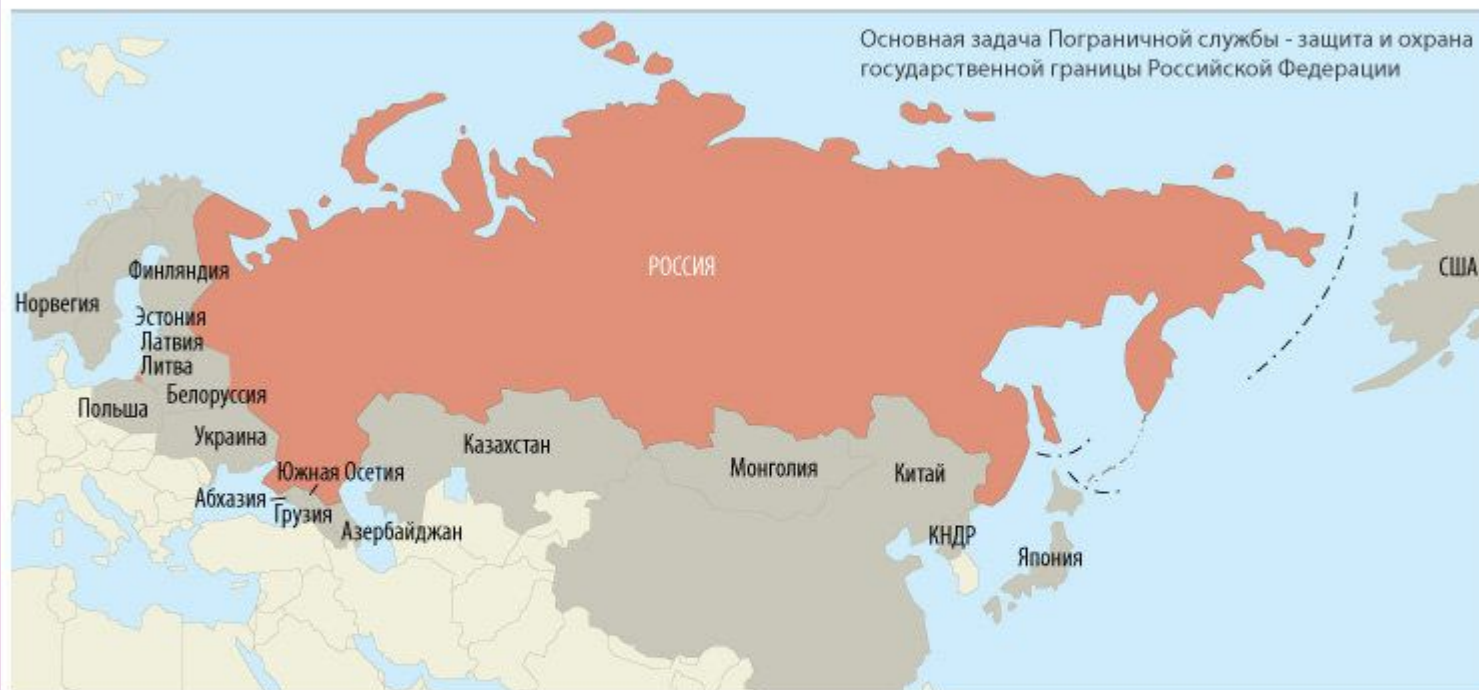 Основная задача Пограничной службы - защита и охрана
государственной границы Российской Федерации
РОССИЯ
США
Финляндия
Норвегия
Эстония
Латвия
Литва
Белоруссия
Польша
Украина
Казахстан
Монголия
Китай
Южная Осетия
Абхазия
Грузия
Азербайджан
КНДР
Япония